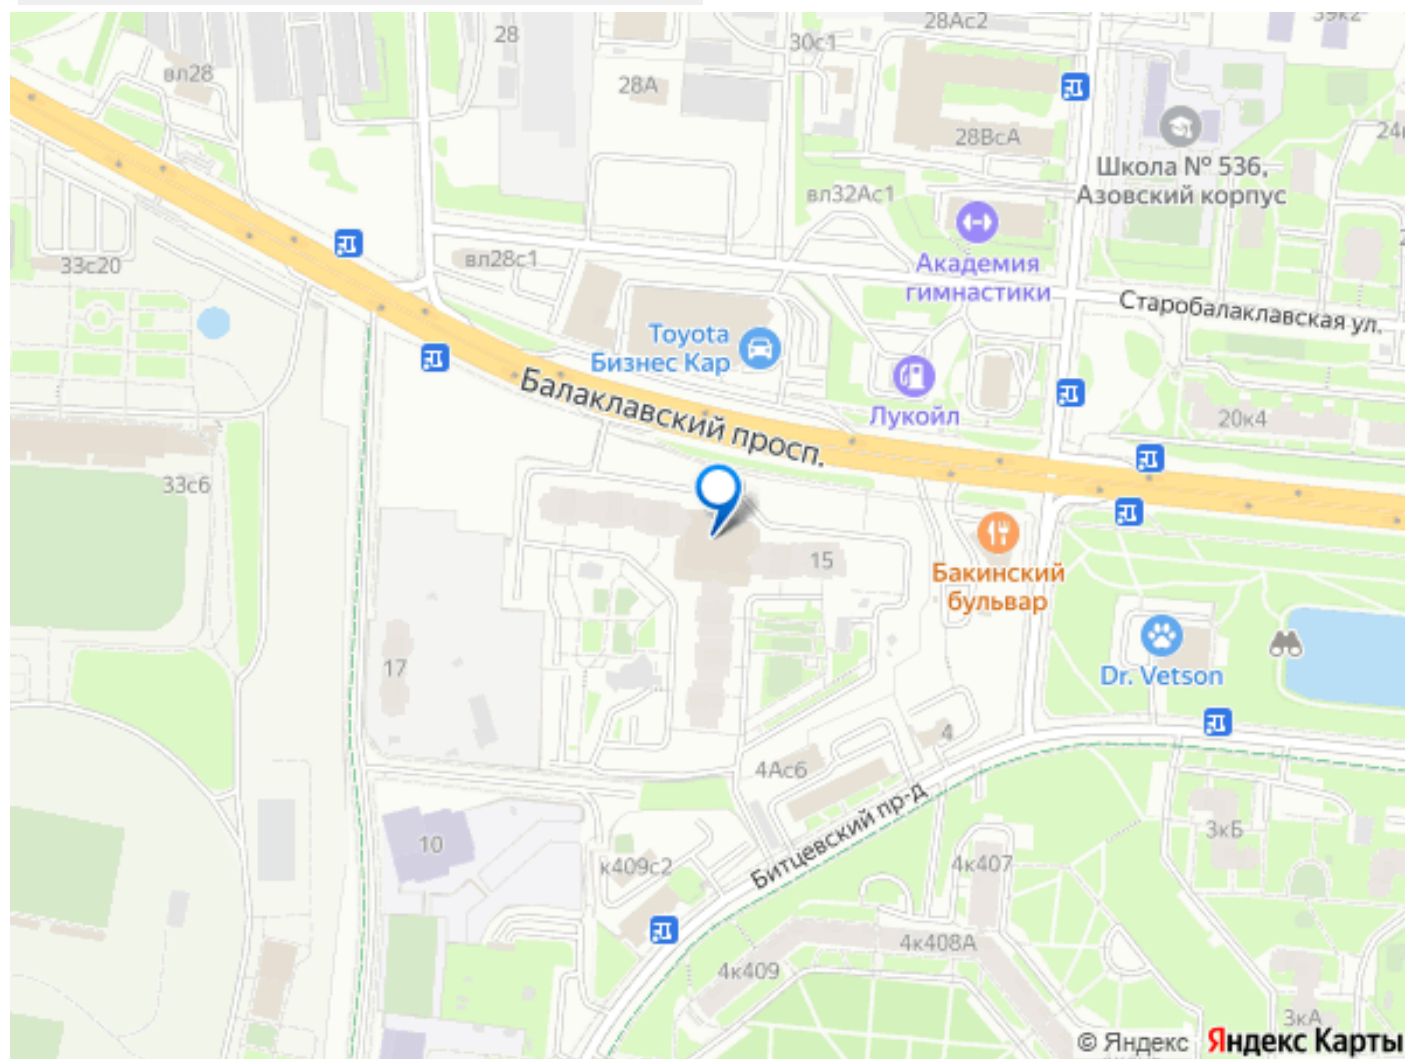 28Ас2
28
30с1
вл28
28А
28ВсА
Школа № 536,
Азовский корпус
вл32Ас1
Академия
гимнастики
вл28с1
33с20
Старобалаклавская ул.
Toyota
Бизнес Кар
Балаклавский просп.
Лукойл
20к4
33с6
15
Бакинский
бульвар
17
Dr. Vetson
4
4Ас6
Битцевский пр-д
10
к409с2
3кБ
4к407
4к408А
4к409
3кА
© Яндекс Яндекс Карты